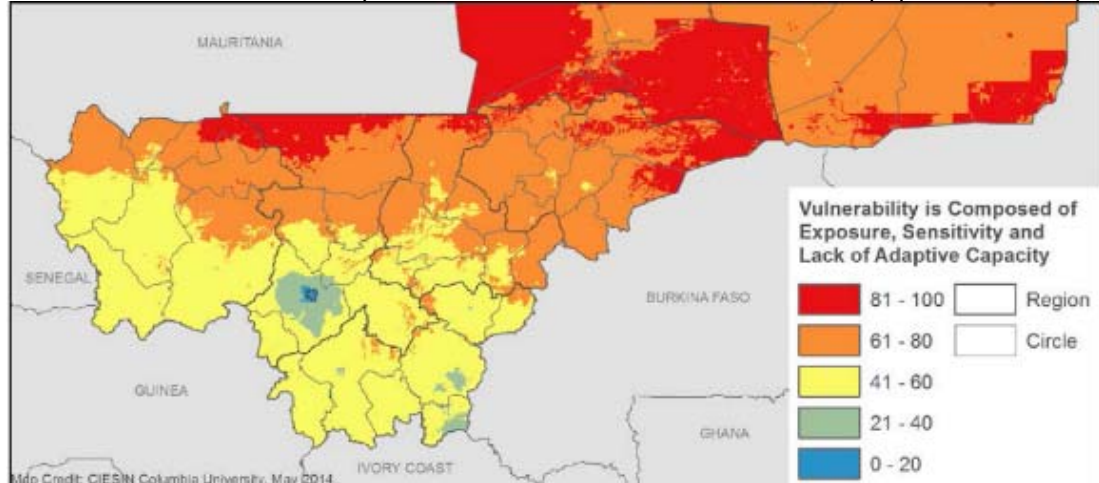 MAURITANIA
SENEGAL
GUINEA
IVORY COAST
BURKINA FASO
GHANA
Vulnerability is Composed of
Exposure, Sensitivity and
Lack of Adaptive Capacity
81 - 100 Region
61 - 80 Circle
41 - 60
21 - 40
0 - 20
Map Credit: CIESIN Columbia University, May 2014